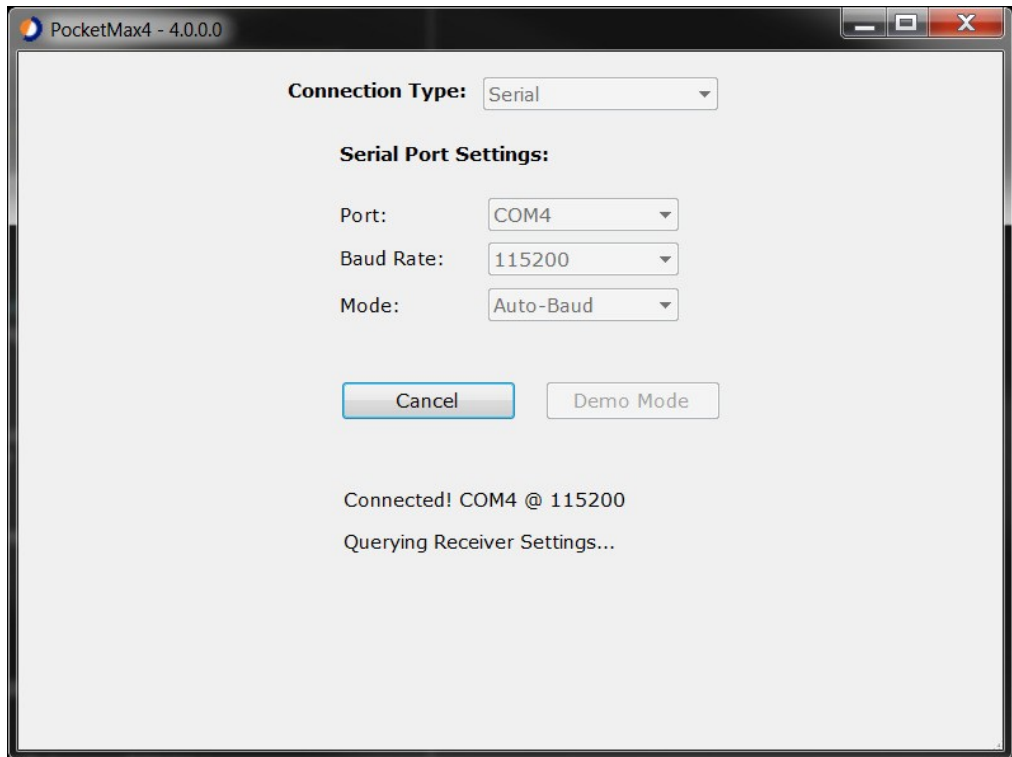 PocketMax4 - 4.0.0.0
Connection Type: Serial
Serial Port Settings:
Port: COM4
Baud Rate: 115200
Mode: Auto-Baud
Cancel Demo Mode
Connected! COM4 @ 115200
Querying Receiver Settings...